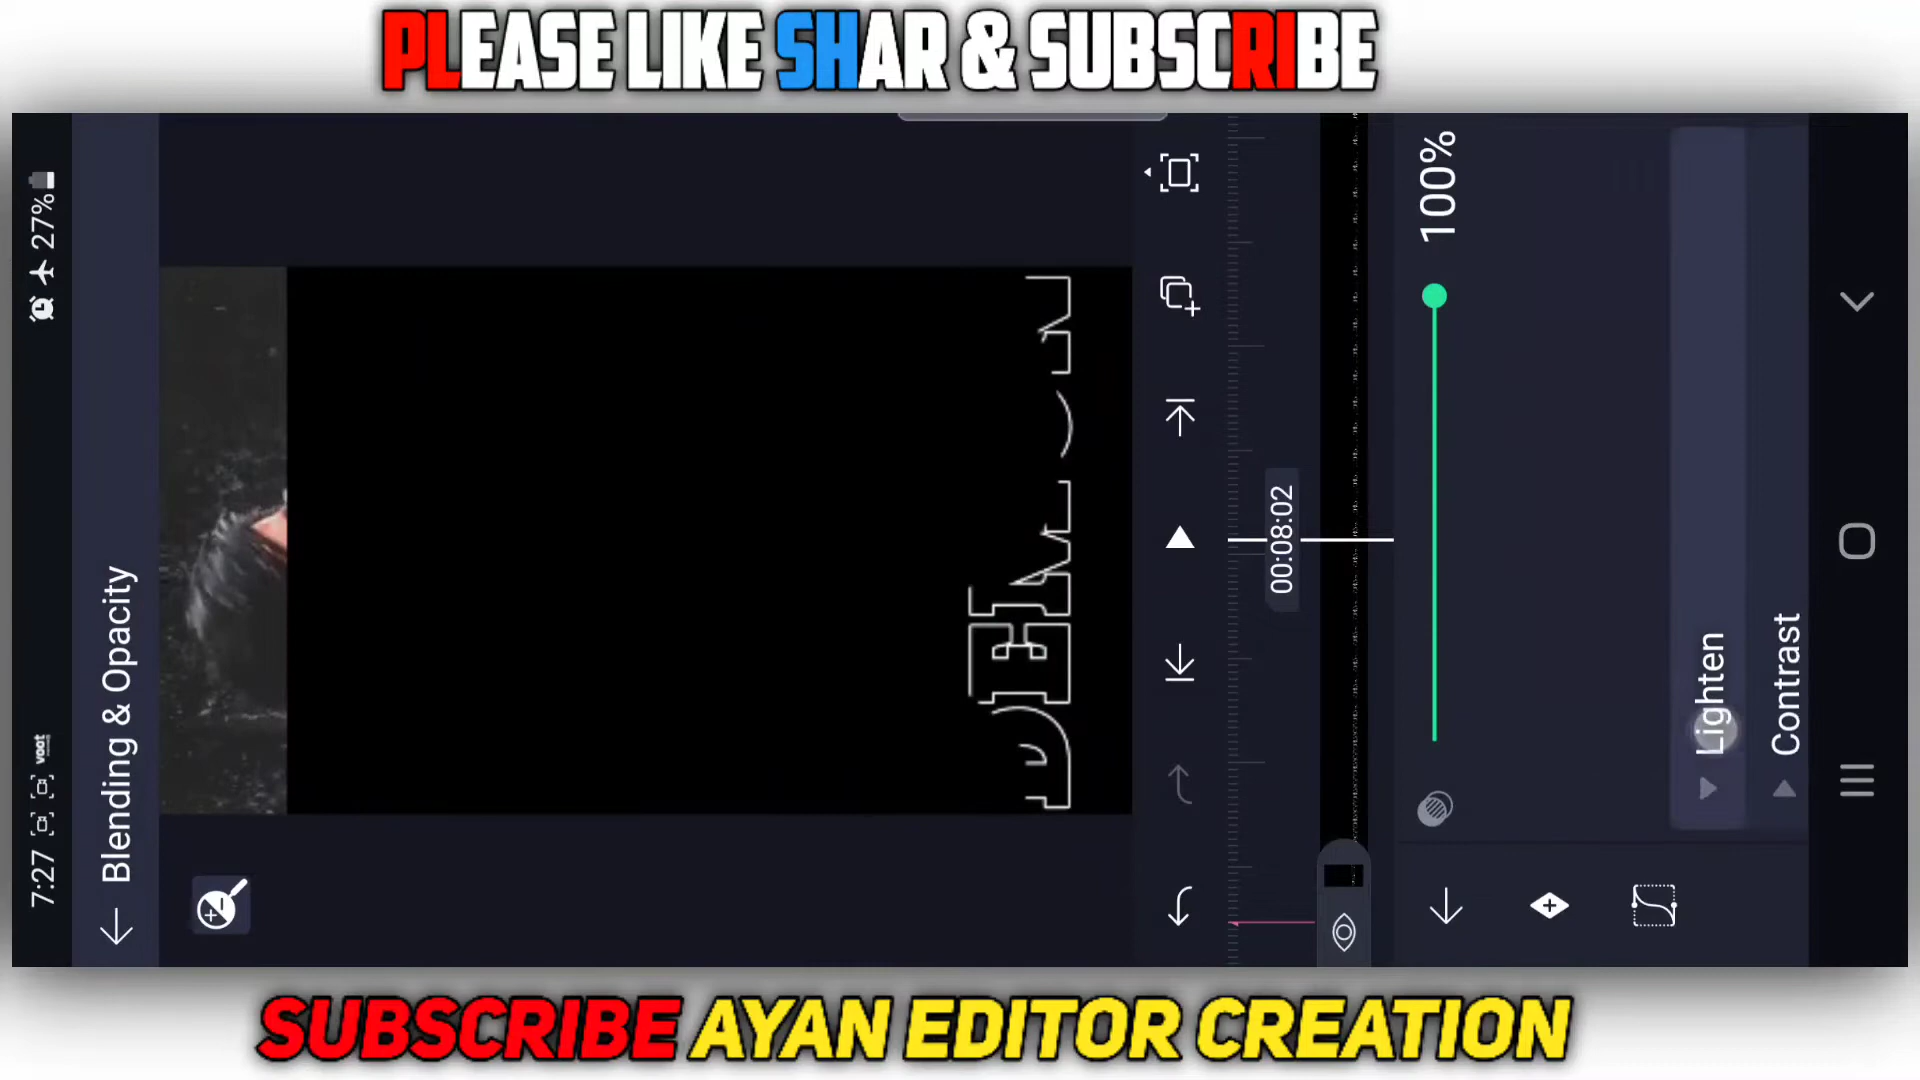 PLEASE LIKE SHAR & SUBSCRIBE
7:27
voot
27%
Blending & Opacity
00:08:02
100%
Lighten
Contrast
SUBSCRIBE AYAN EDITOR CREATION